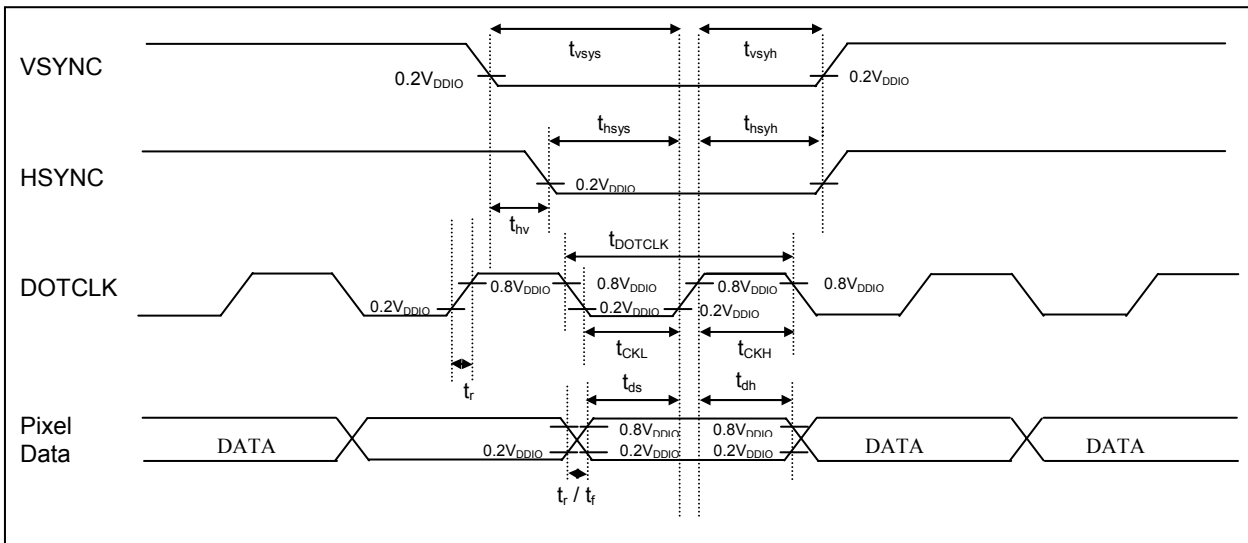 VSYNC
t_vsys
t_vsyh
0.2V_DDIO
0.2V_DDIO
HSYNC
t_hsys
t_hsyh
0.2V_DDIO
t_hv
DOTCLK
t_DOTCLK
0.8V_DDIO
0.8V_DDIO
0.8V_DDIO
0.8V_DDIO
0.2V_DDIO
0.2V_DDIO
0.2V_DDIO
t_CKL
t_CKH
t_r
t_ds
t_dh
Pixel
Data
DATA
0.8V_DDIO
0.8V_DDIO
DATA
DATA
0.2V_DDIO
0.2V_DDIO
0.2V_DDIO
t_r / t_f